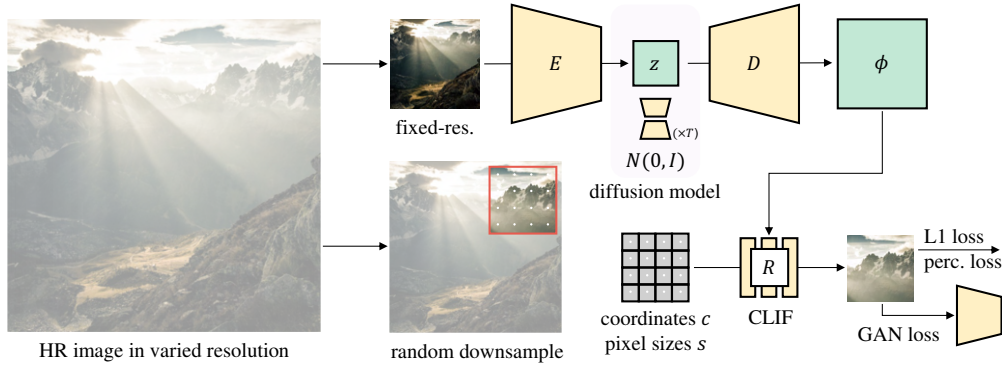 E
z
D
ϕ
(×T)
fixed-res.
N(0, I)
diffusion model
R
L1 loss
perc. loss
coordinates c
pixel sizes s
CLIF
GAN loss
HR image in varied resolution
random downsample